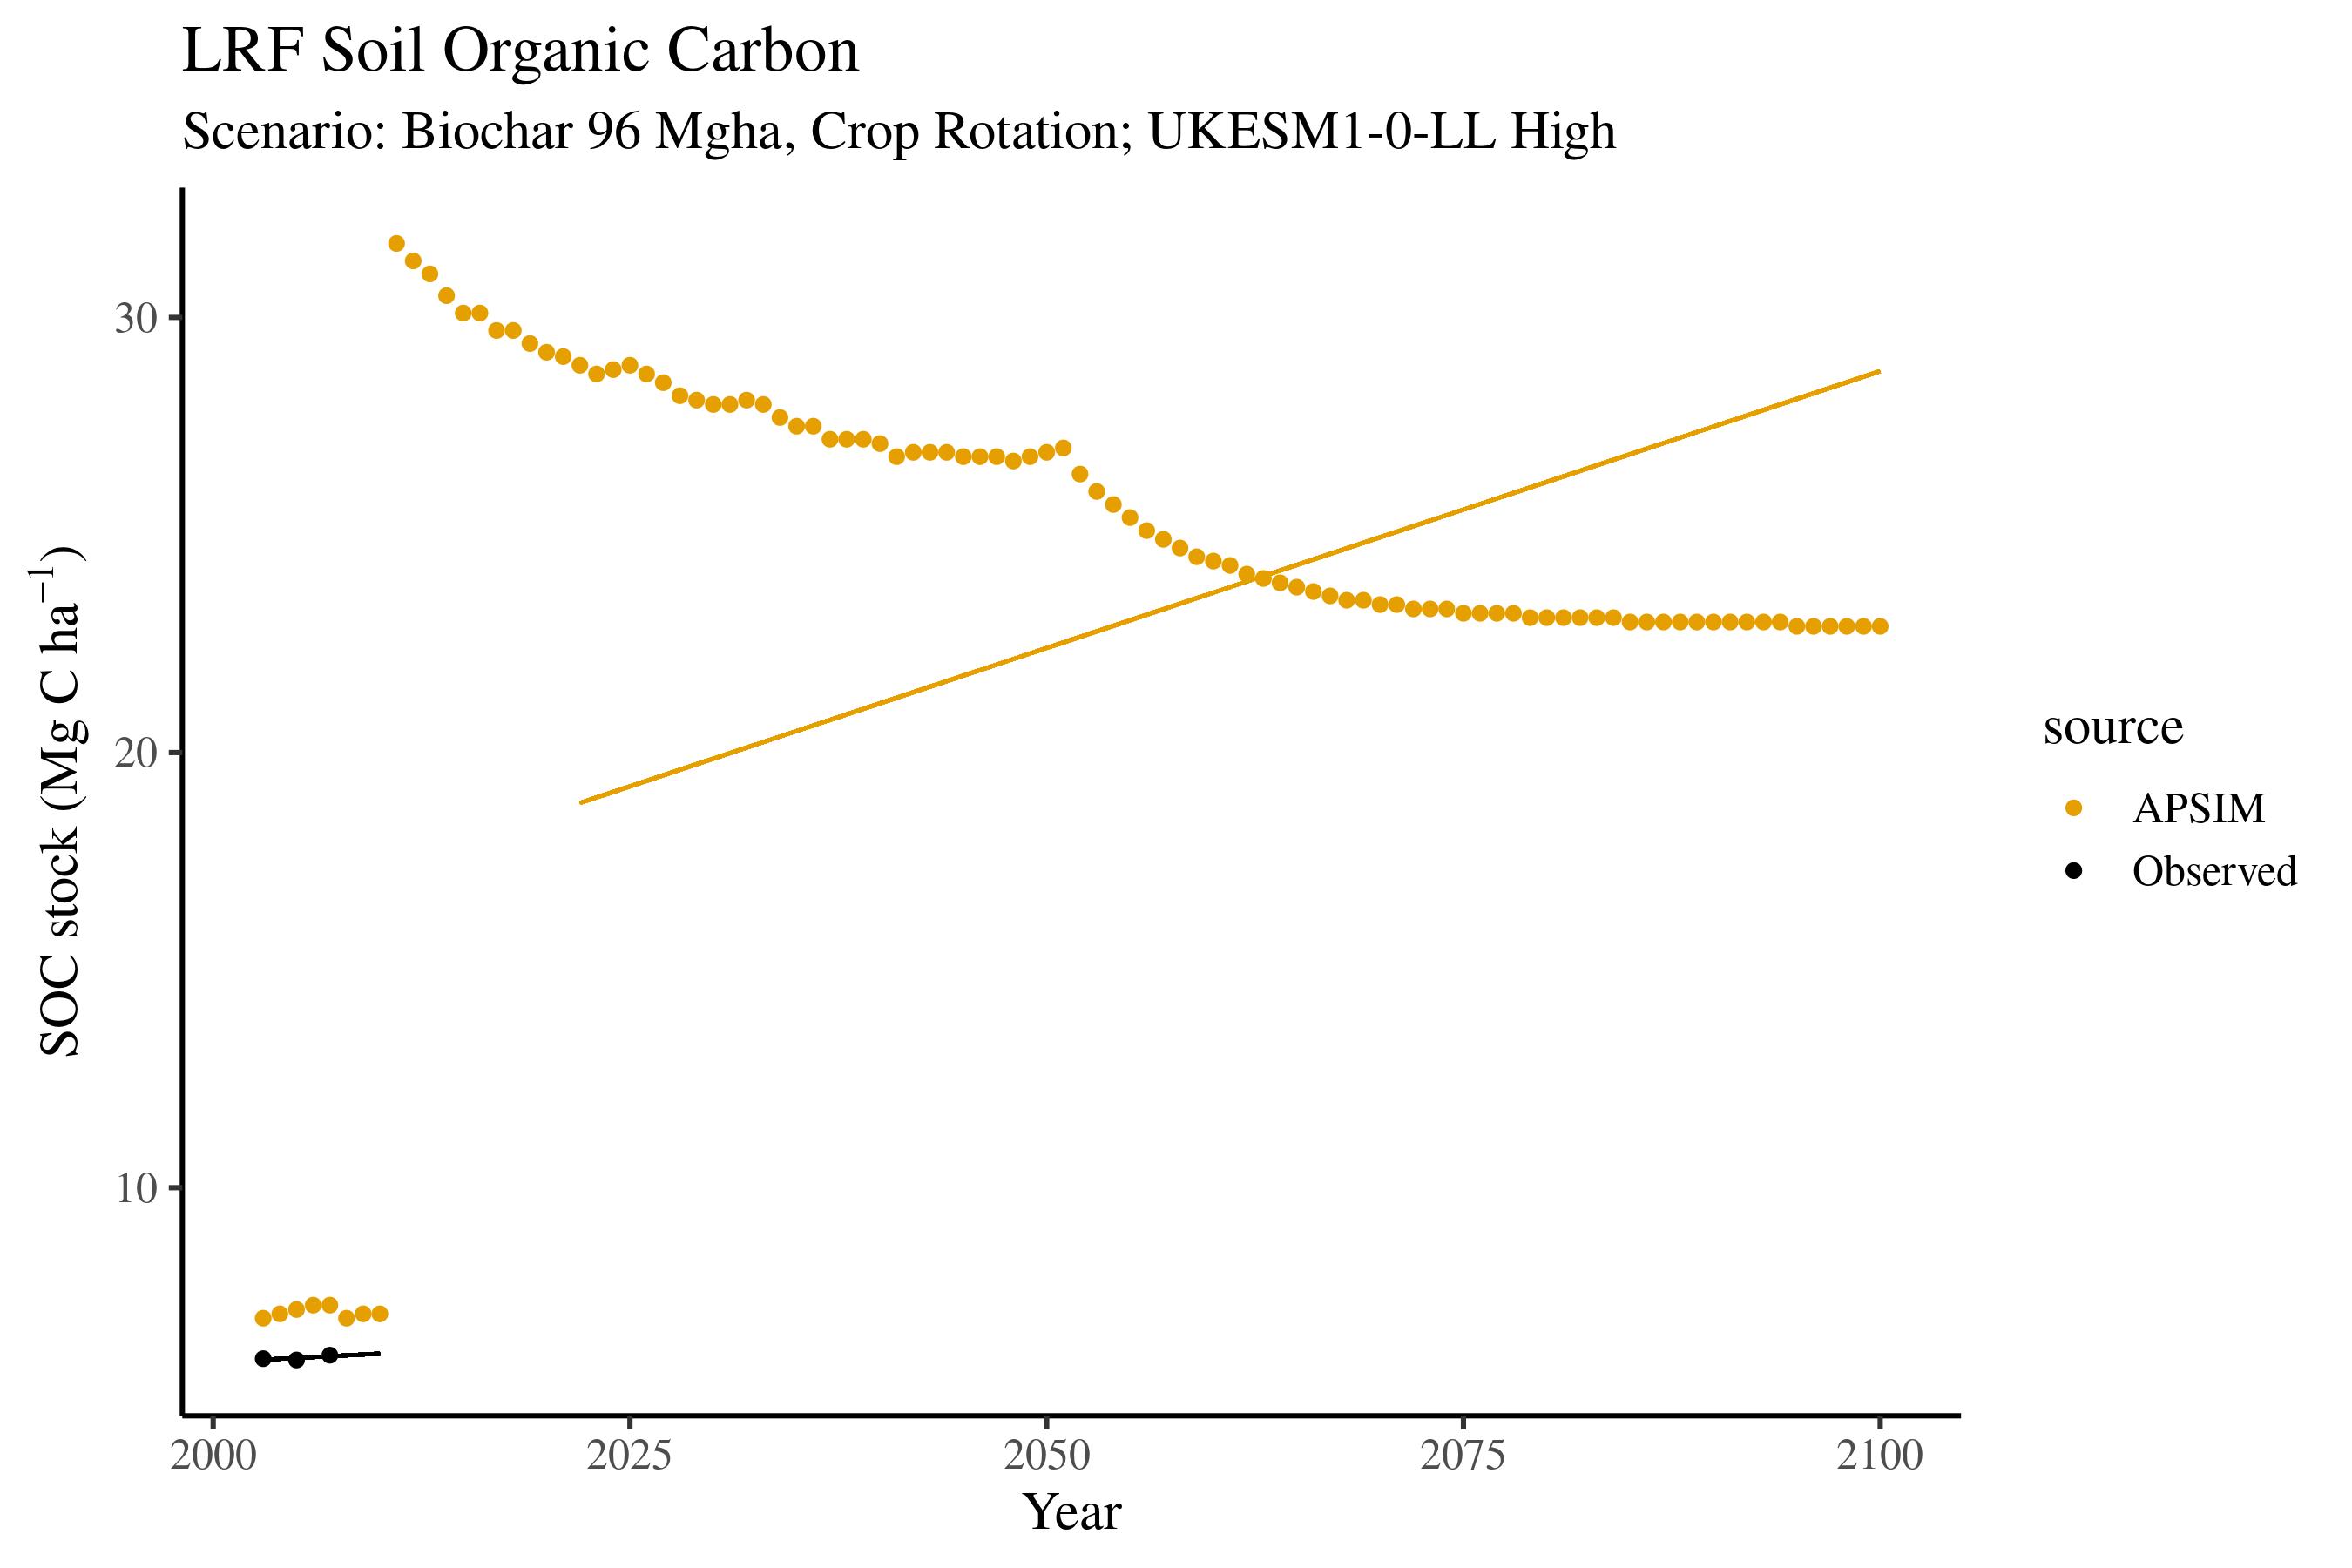 LRF Soil Organic Carbon
Scenario: Biochar 96 Mgha, Crop Rotation; UKESM1-0-LL High
SOC stock (Mg C ha⁻¹)
30
20
10
2000 2025 2050 2075 2100
Year
source
APSIM
Observed